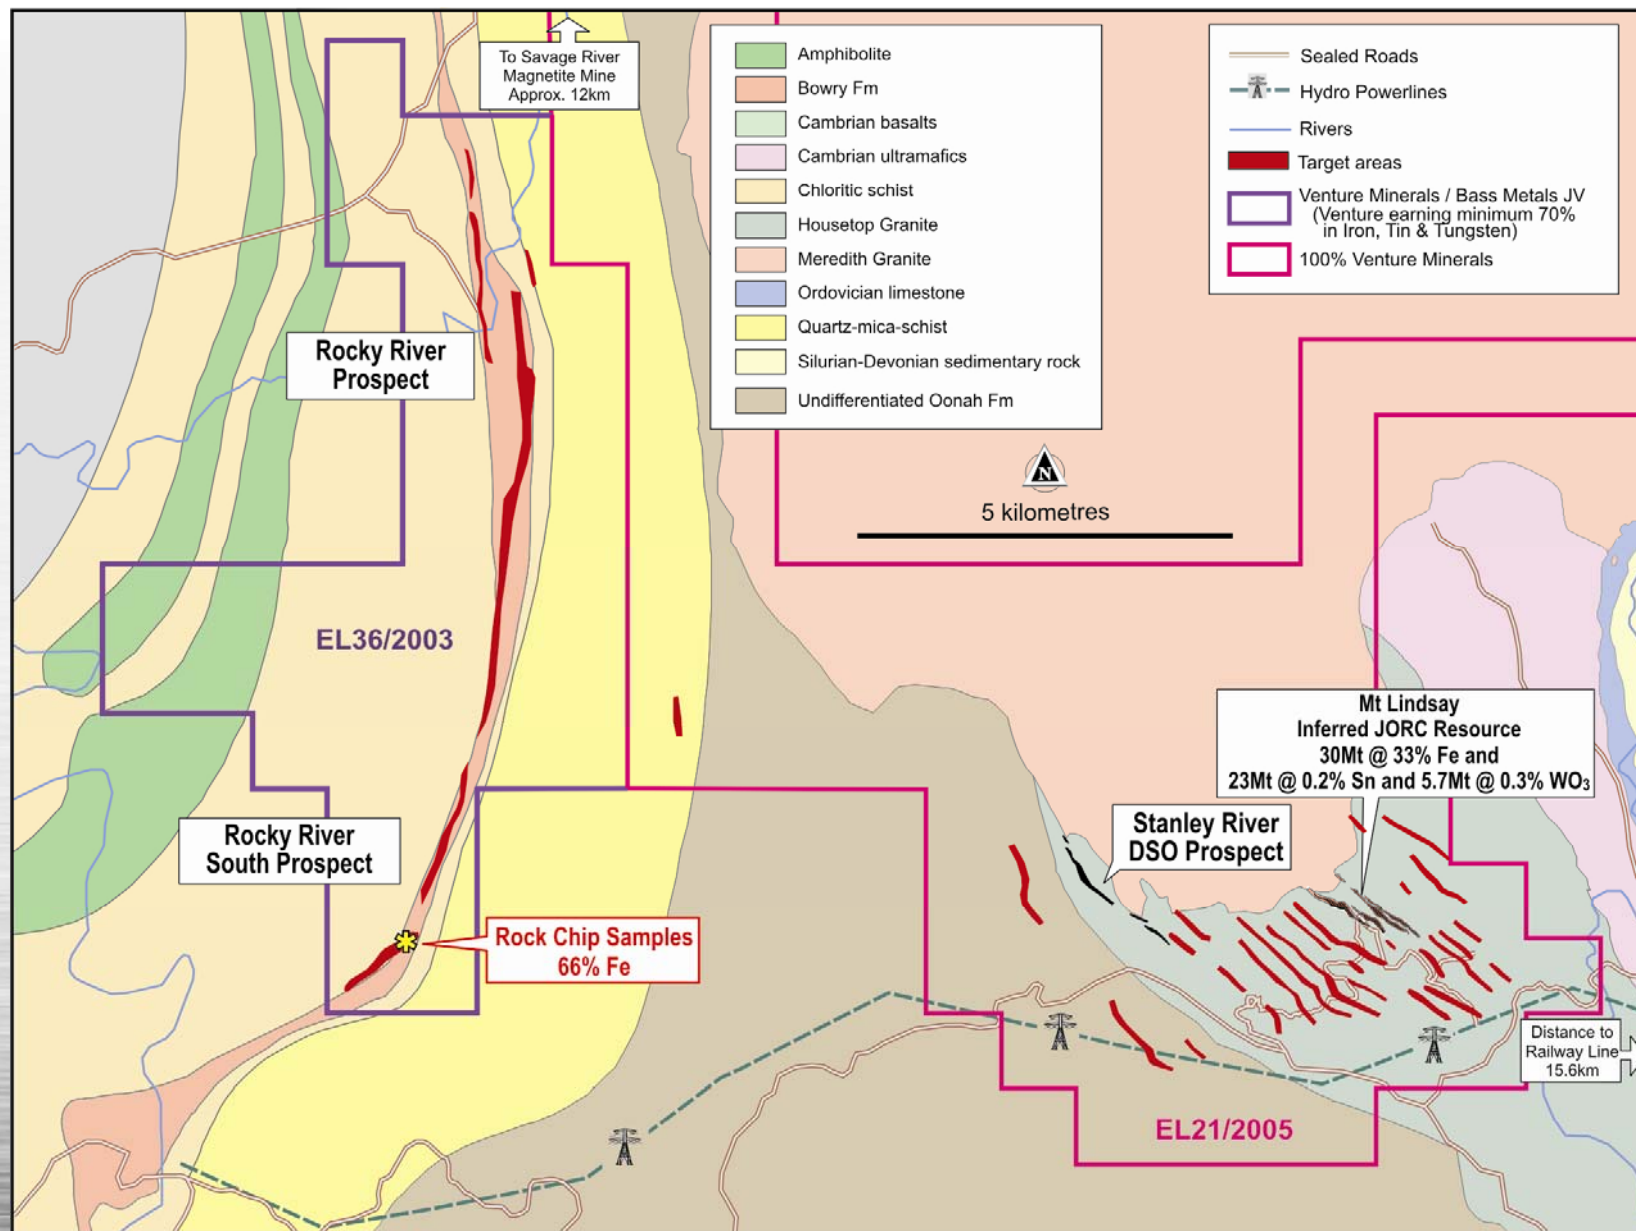 To Savage River
Magnetite Mine
Approx. 12km
Amphibolite
Bowry Fm
Cambrian basalts
Cambrian ultramafics
Chloritic schist
Housetop Granite
Meredith Granite
Ordovician limestone
Quartz-mica-schist
Silurian-Devonian sedimentary rock
Undifferentiated Oonah Fm
Sealed Roads
Hydro Powerlines
Rivers
Target areas
Venture Minerals / Bass Metals JV
(Venture earning minimum 70%
in Iron, Tin & Tungsten)
100% Venture Minerals
Rocky River
Prospect
N
5 kilometres
EL36/2003
Mt Lindsay
Inferred JORC Resource
30Mt @ 33% Fe and
23Mt @ 0.2% Sn and 5.7Mt @ 0.3% WO₃
Stanley River
DSO Prospect
Rocky River
South Prospect
Rock Chip Samples
66% Fe
Distance to
Railway Line
15.6km
EL21/2005